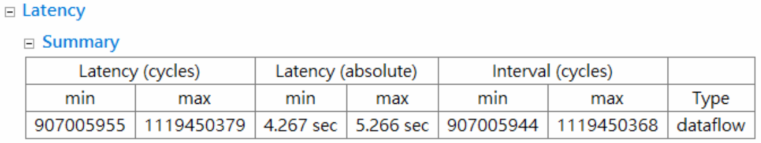 Latency
Summary
Latency (cycles) Latency (absolute) Interval (cycles)
min max min max min max Type
907005955 1119450379 4.267 sec 5.266 sec 907005944 1119450368 dataflow